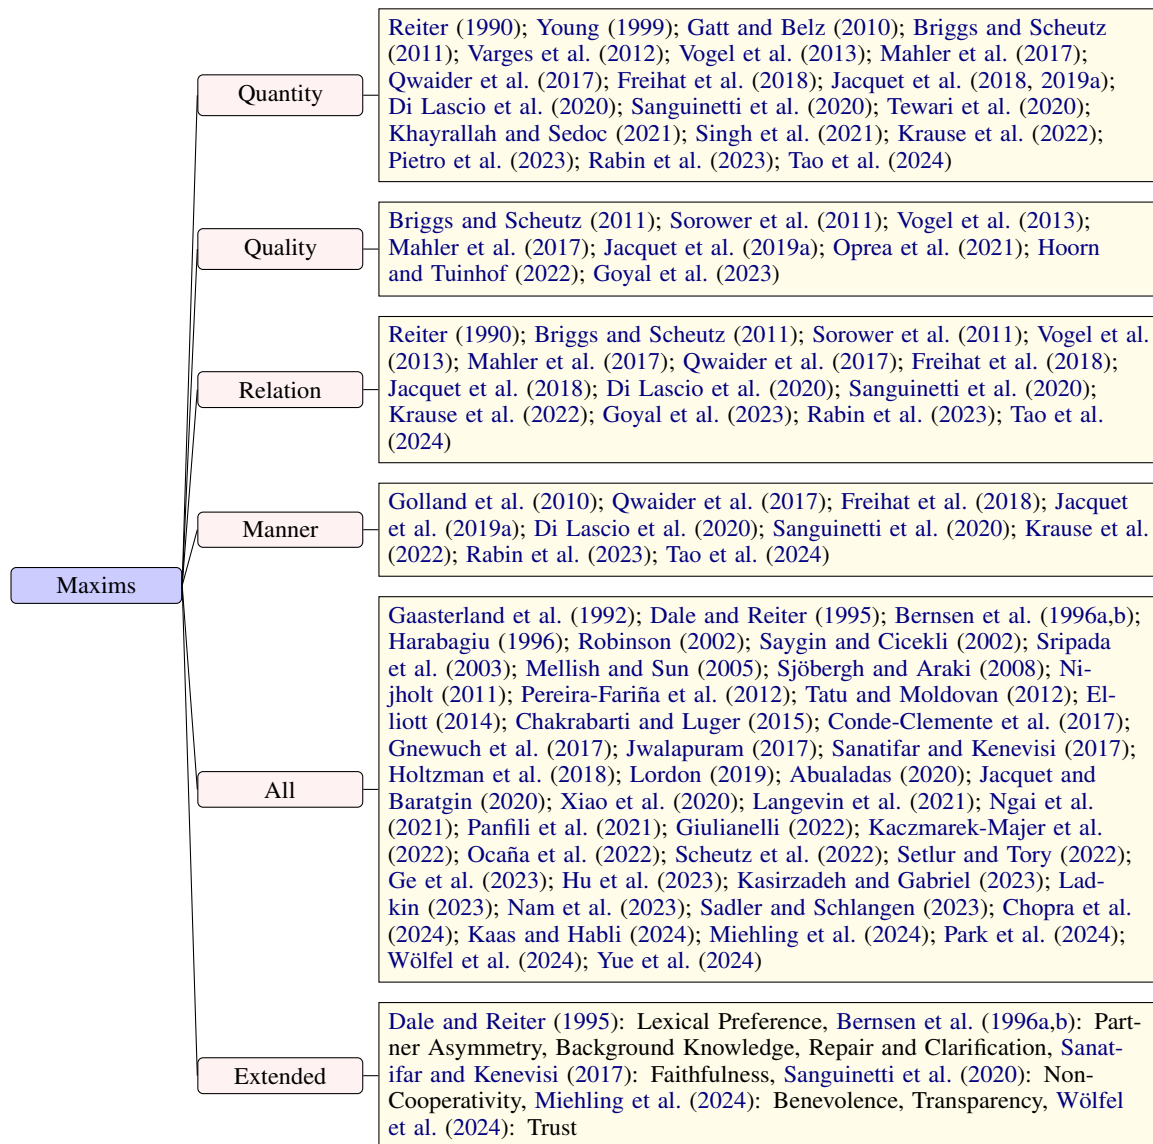 Maxims
Quantity
Reiter (1990); Young (1999); Gatt and Belz (2010); Briggs and Scheutz
(2011); Varges et al. (2012); Vogel et al. (2013); Mahler et al. (2017);
Qwaider et al. (2017); Freihat et al. (2018); Jacquet et al. (2018, 2019a);
Di Lascio et al. (2020); Sanguinetti et al. (2020); Tewari et al. (2020);
Khayrallah and Sedoc (2021); Singh et al. (2021); Krause et al. (2022);
Pietro et al. (2023); Rabin et al. (2023); Tao et al. (2024)
Quality
Briggs and Scheutz (2011); Sorower et al. (2011); Vogel et al. (2013);
Mahler et al. (2017); Jacquet et al. (2019a); Oprea et al. (2021); Hoorn
and Tuinhof (2022); Goyal et al. (2023)
Relation
Reiter (1990); Briggs and Scheutz (2011); Sorower et al. (2011); Vogel et al.
(2013); Mahler et al. (2017); Qwaider et al. (2017); Freihat et al. (2018);
Jacquet et al. (2018); Di Lascio et al. (2020); Sanguinetti et al. (2020);
Krause et al. (2022); Goyal et al. (2023); Rabin et al. (2023); Tao et al.
(2024)
Manner
Golland et al. (2010); Qwaider et al. (2017); Freihat et al. (2018); Jacquet
et al. (2019a); Di Lascio et al. (2020); Sanguinetti et al. (2020); Krause et al.
(2022); Rabin et al. (2023); Tao et al. (2024)
All
Gaasterland et al. (1992); Dale and Reiter (1995); Bernsen et al. (1996a,b);
Harabagiu (1996); Robinson (2002); Saygin and Cicekli (2002); Sripada
et al. (2003); Mellish and Sun (2005); Sjöbergh and Araki (2008); Ni-
jholt (2011); Pereira-Fariña et al. (2012); Tatu and Moldovan (2012); El-
liott (2014); Chakrabarti and Luger (2015); Conde-Clemente et al. (2017);
Gnewuch et al. (2017); Jwalapuram (2017); Sanatifar and Kenevisi (2017);
Holtzman et al. (2018); Lordon (2019); Abualadas (2020); Jacquet and
Baratgin (2020); Xiao et al. (2020); Langevin et al. (2021); Ngai et al.
(2021); Panfili et al. (2021); Giulianelli (2022); Kaczmarek-Majer et al.
(2022); Ocaña et al. (2022); Scheutz et al. (2022); Setlur and Tory (2022);
Ge et al. (2023); Hu et al. (2023); Kasirzadeh and Gabriel (2023); Lad-
kin (2023); Nam et al. (2023); Sadler and Schlangen (2023); Chopra et al.
(2024); Kaas and Habli (2024); Miehling et al. (2024); Park et al. (2024);
Wölfel et al. (2024); Yue et al. (2024)
Extended
Dale and Reiter (1995): Lexical Preference, Bernsen et al. (1996a,b): Part-
ner Asymmetry, Background Knowledge, Repair and Clarification, Sanat-
ifar and Kenevisi (2017): Faithfulness, Sanguinetti et al. (2020): Non-
Cooperativity, Miehling et al. (2024): Benevolence, Transparency, Wölfel
et al. (2024): Trust